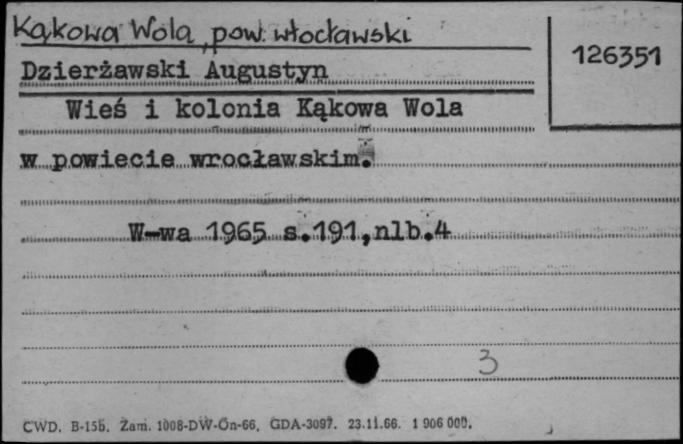 Kąkowa Wola, pow. włocławski
126351
Dzierżawski Augustyn
Wieś i kolonia Kąkowa Wola
w powiecie wrocławskim.
W-wa 1965 s.191,nlb.4
3
CWD. B-15b. Zam. 1008-DW-Gn-66. GDA-3097. 23.11.66. 1 906 000.